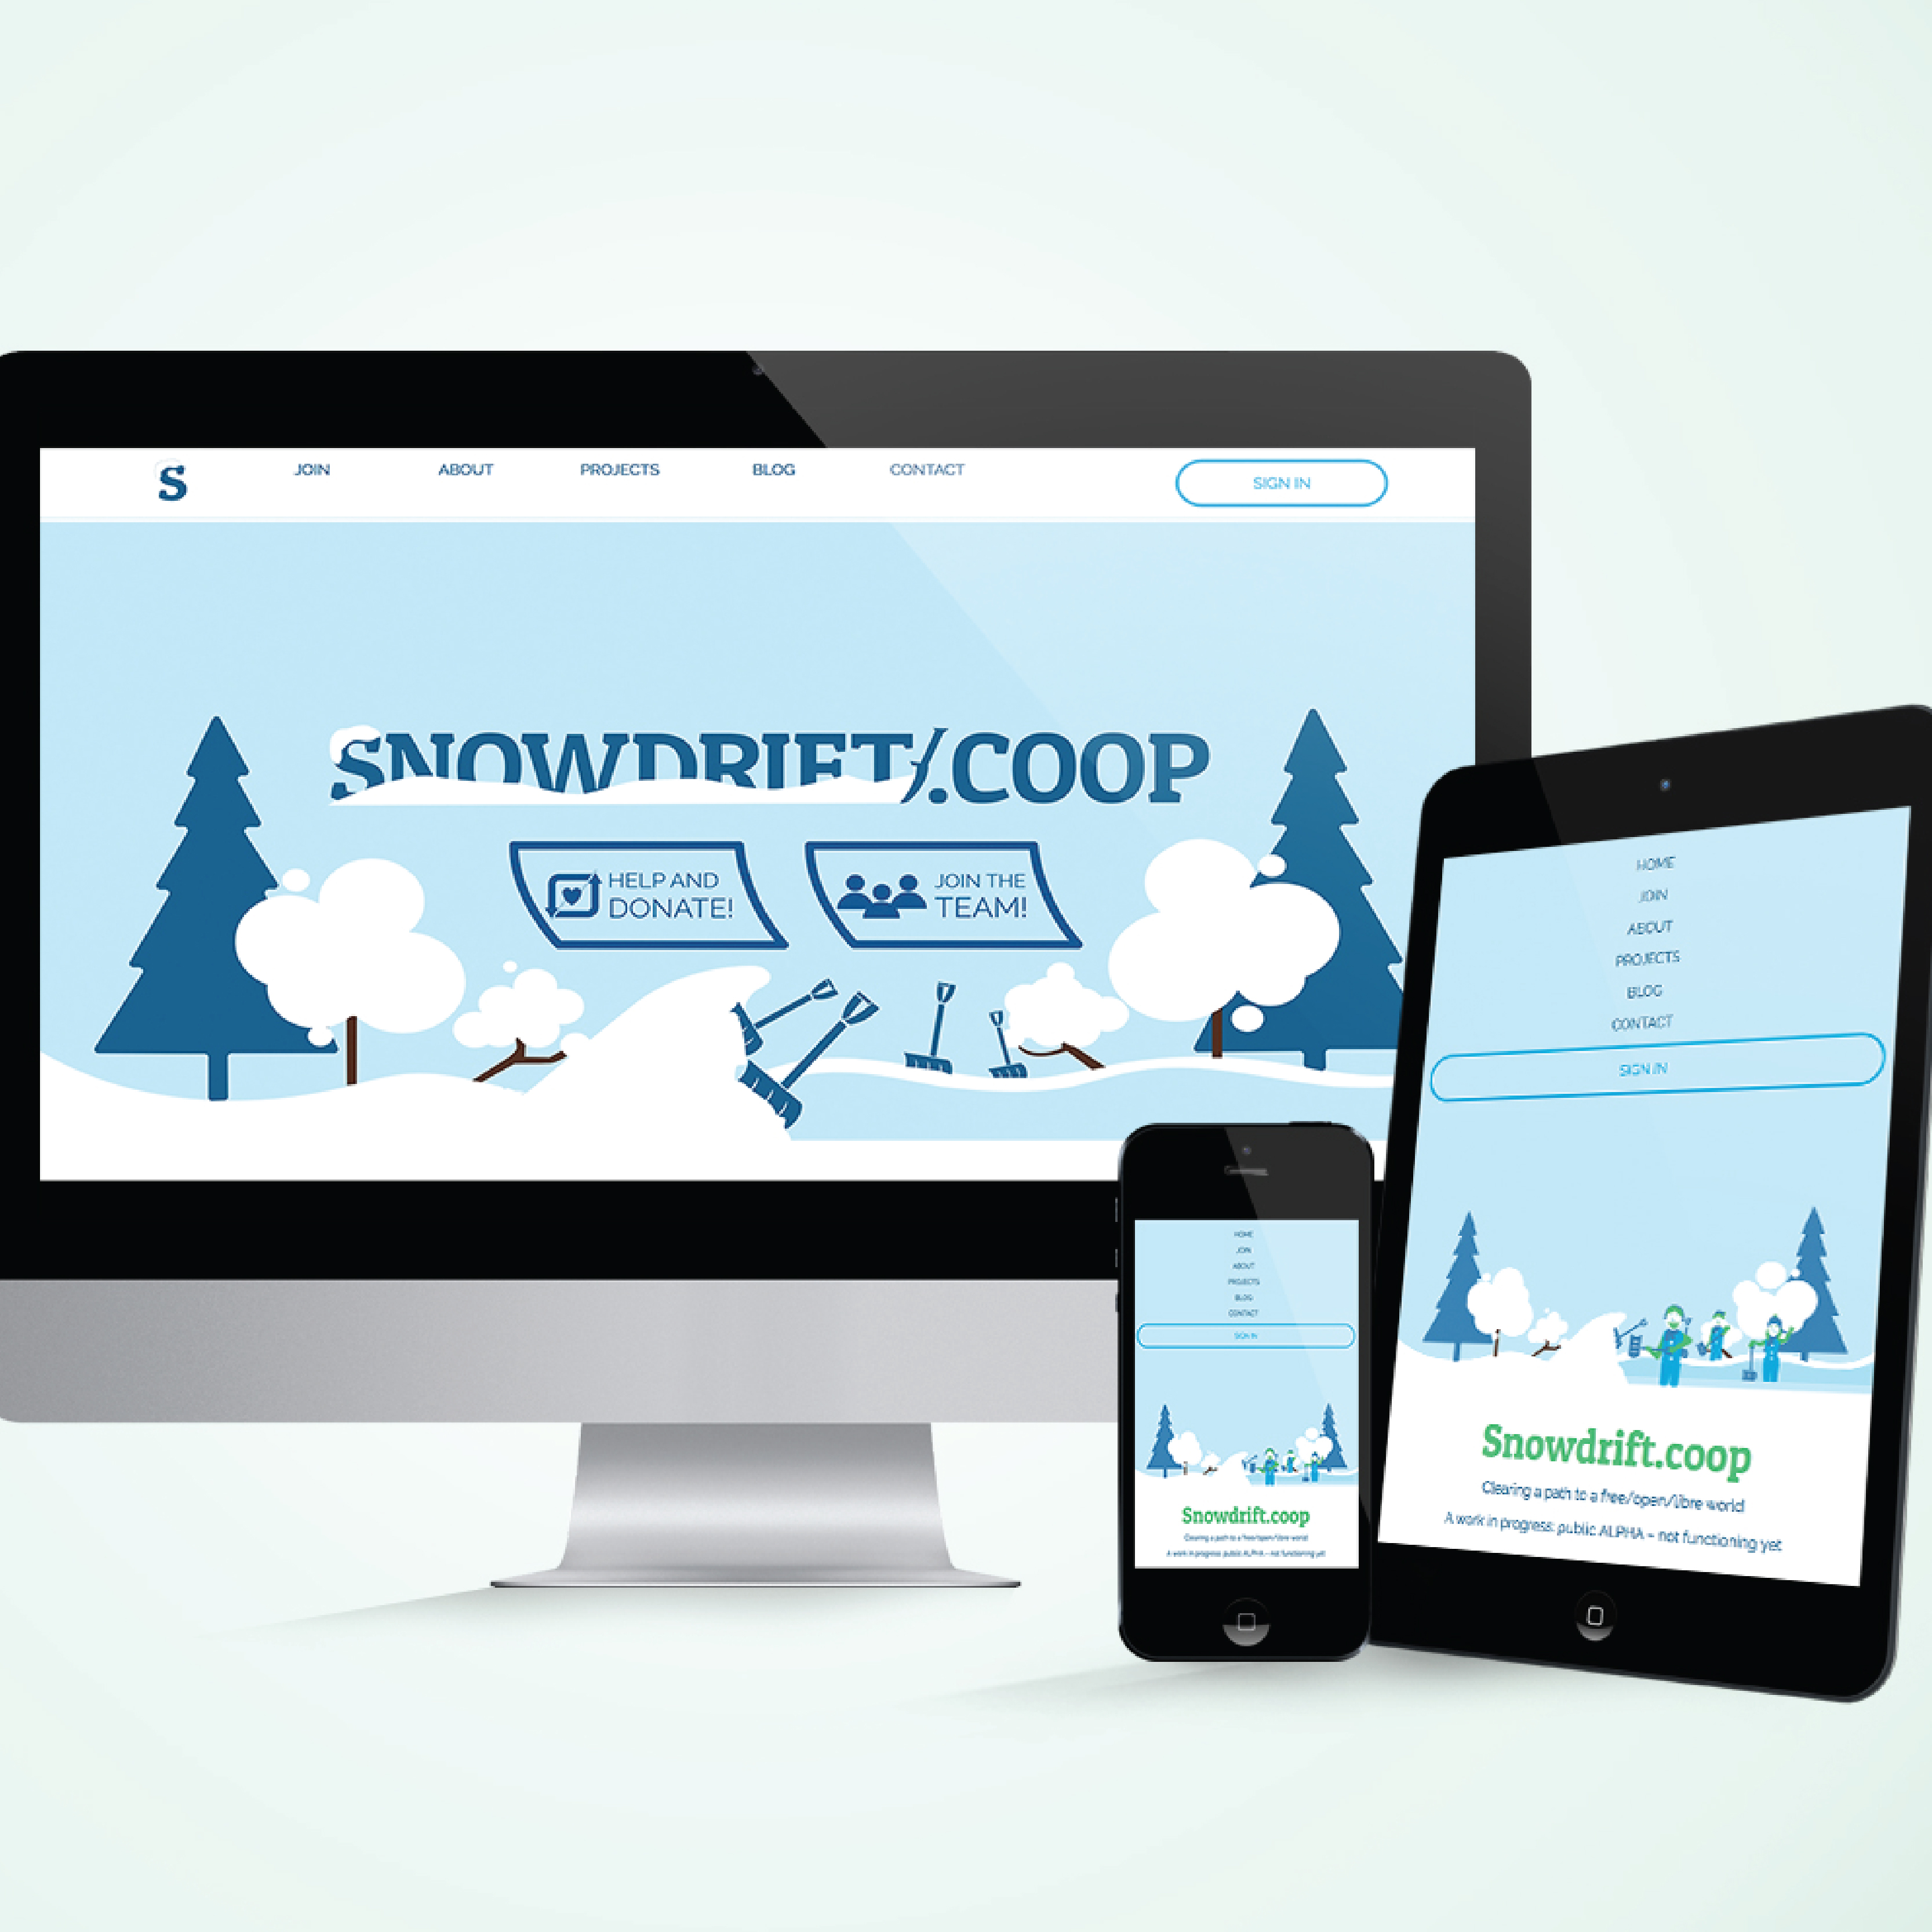 S
JOIN
ABOUT
PROJECTS
BLOG
CONTACT
SIGN IN
SNOWDRIFT/.COOP
HELP AND
DONATE!
JOIN THE
TEAM!
HOME
JOIN
ABOUT
PROJECTS
BLOG
CONTACT
SIGN IN
Snowdrift.coop
Clearing a path to a free/open/libre world
A work in progress: public ALPHA – not functioning yet
HOME
JOIN
ABOUT
PROJECTS
BLOG
CONTACT
SIGN IN
Snowdrift.coop
Clearing a path to a free/open/libre world
A work in progress: public ALPHA – not functioning yet